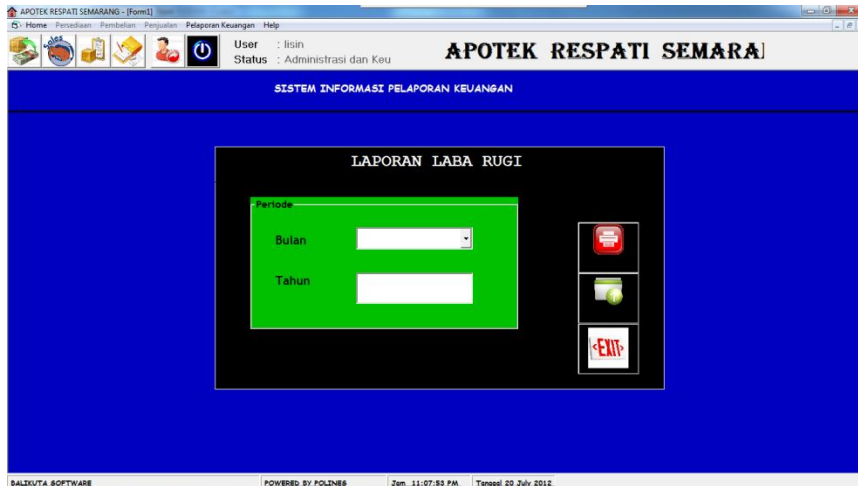 APOTEK RESPATI SEMARANG - [Form1]
Home Persediaan Pembelian Penjualan Pelaporan Keuangan Help
sales
User : lisin
Status : Administrasi dan Keu
APOTEK RESPATI SEMARA
SISTEM INFORMASI PELAPORAN KEUANGAN
LAPORAN LABA RUGI
Periode
Bulan
Tahun
EXIT
BALIKUTA SOFTWARE
POWERED BY POLINES
Jam 11:07:53 PM
Tanggal 20 July 2012